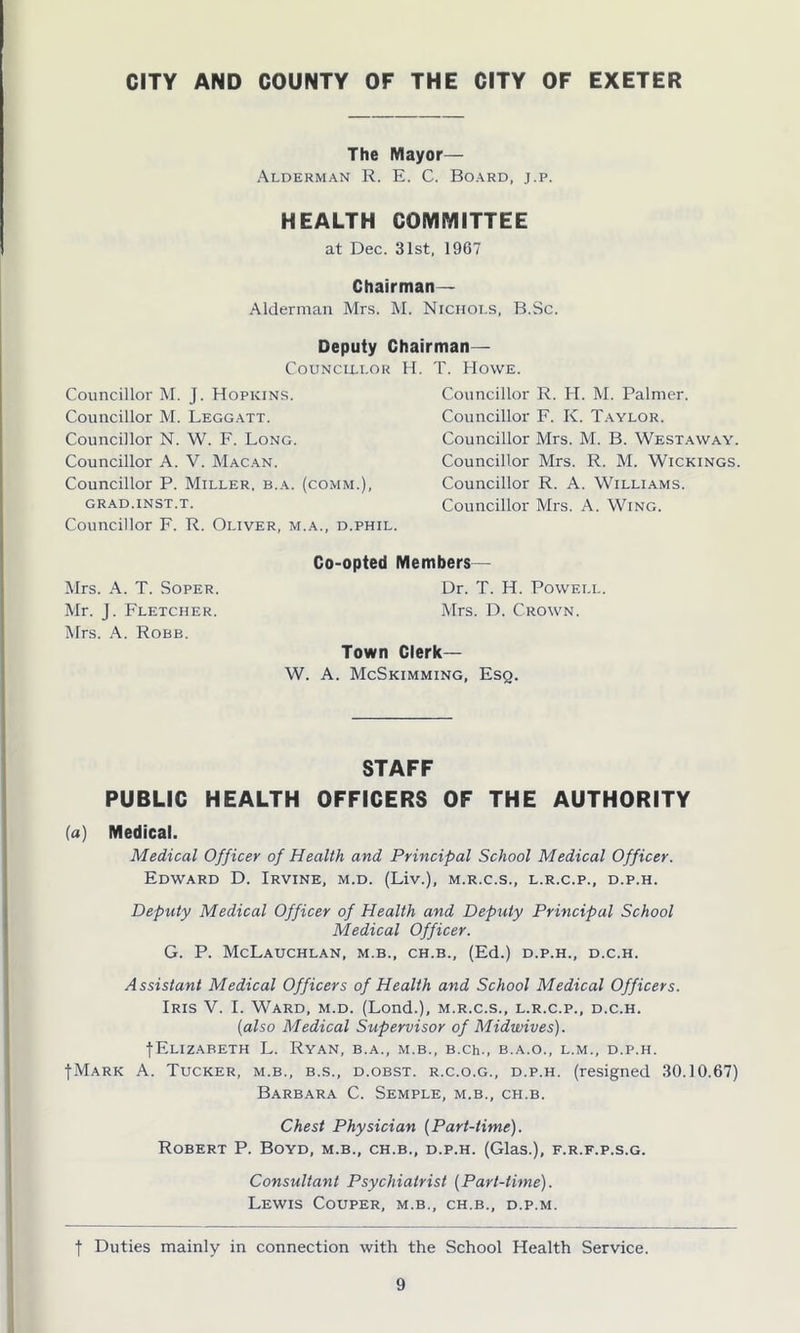 CITY AND COUNTY OF THE CITY OF EXETER
The Mayor—
Alderman R. E. C. Board, j.p.
HEALTH COMMITTEE
at Dec. 31st, 1967
Chairman—
Alderman Mrs. M. Nichols, B.Sc.
Deputy Chairman—
Councillor H. T. Howe.
Councillor M. J. Hopkins.
Councillor M. Leggatt.
Councillor N. W. F. Long.
Councillor A. V. Macan.
Councillor P. Miller, b.a. (comm.),
grad.inst.t.
Councillor F. R. Oliver, m.a., d.phil.
Councillor R. H. M. Palmer.
Councillor F. K. Taylor.
Councillor Mrs. M. B. Westaway.
Councillor Mrs. R. M. Wickings.
Councillor R. A. Williams.
Councillor Mrs. A. Wing.
Co-opted Members—
Mrs. A. T. Soper.
Mr. J. Fletcher.
Mrs. A. Robb.
Dr. T. H. Powell.
Mrs. D. Crown.
Town Clerk—
W. A. McSkimming, Esq.
STAFF
PUBLIC HEALTH OFFICERS OF THE AUTHORITY
(a) Medical.
Medical Officer of Health and Principal School Medical Officer.
Edward D. Irvine, m.d. (Liv.), m.r.c.s., l.r.c.p., d.p.h.
Deputy Medical Officer of Health and Deputy Principal School
Medical Officer.
G. P. McLauchlan, m.b., ch.b., (Ed.) d.p.h., d.c.h.
Assistant Medical Officers of Health and School Medical Officers.
Iris V. I. Ward, m.d. (Lond.), m.r.c.s., l.r.c.p., d.c.h.
(also Medical Supervisor of Midwives).
†Elizabeth L. Ryan, b.a., m.b., b.Ch., b.a.o., l.m., d.p.h.
†Mark A. Tucker, m.b., b.s., d.obst. r.c.o.g., d.p.h. (resigned 30.10.67)
Barbara C. Semple, m.b., ch.b.
Chest Physician (Part-time).
Robert P. Boyd, m.b., ch.b., d.p.h. (Glas.), f.r.f.p.s.g.
Consultant Psychiatrist (Part-time).
Lewis Couper, m.b., ch.b., d.p.m.
† Duties mainly in connection with the School Health Service.
9